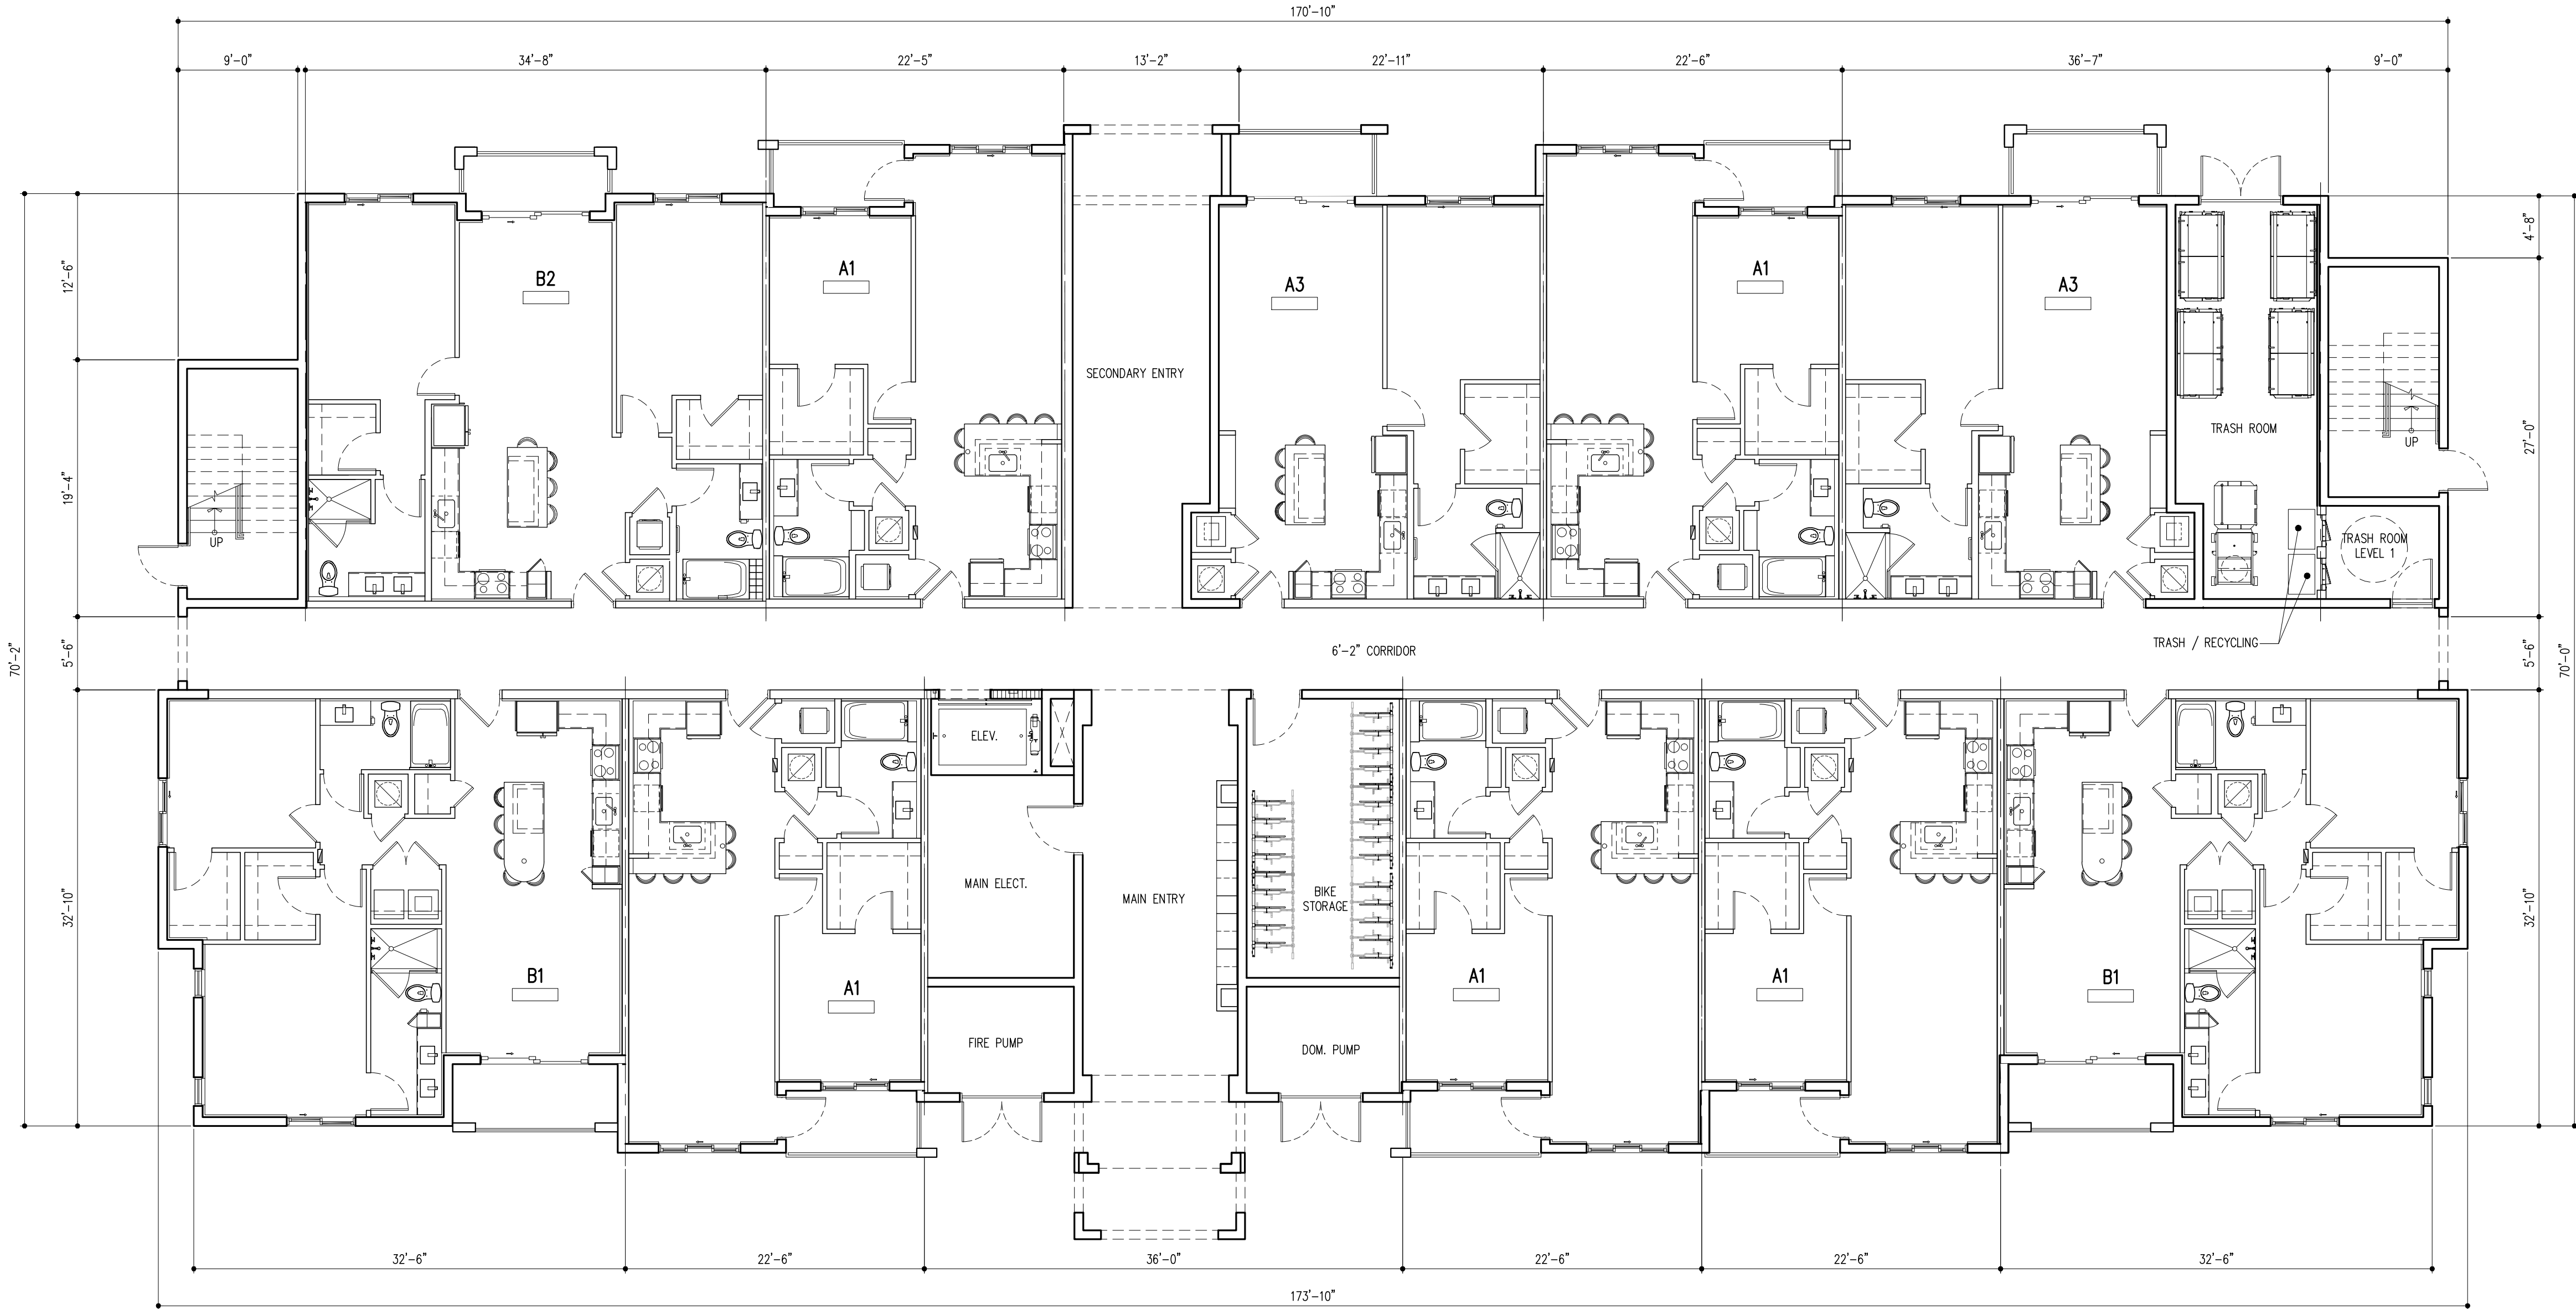 170'-10"
9'-0"
34'-8"
22'-5"
13'-2"
22'-11"
22'-6"
36'-7"
9'-0"
4'-8"
12'-6"
B2
A1
A3
A1
A3
SECONDARY ENTRY
TRASH ROOM
UP
27'-0"
19'-4"
UP
TRASH ROOM
LEVEL 1
70'-2"
5'-6"
6'-2" CORRIDOR
TRASH / RECYCLING
5'-6"
70'-0"
ELEV.
MAIN ELECT.
MAIN ENTRY
BIKE
STORAGE
32'-10"
32'-10"
B1
A1
A1
A1
B1
FIRE PUMP
DOM. PUMP
32'-6"
22'-6"
36'-0"
22'-6"
22'-6"
32'-6"
173'-10"